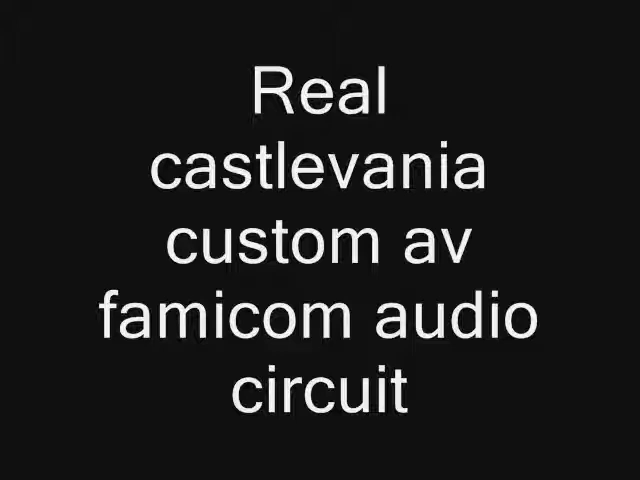 Real
castlevania
custom av
famicom audio
circuit